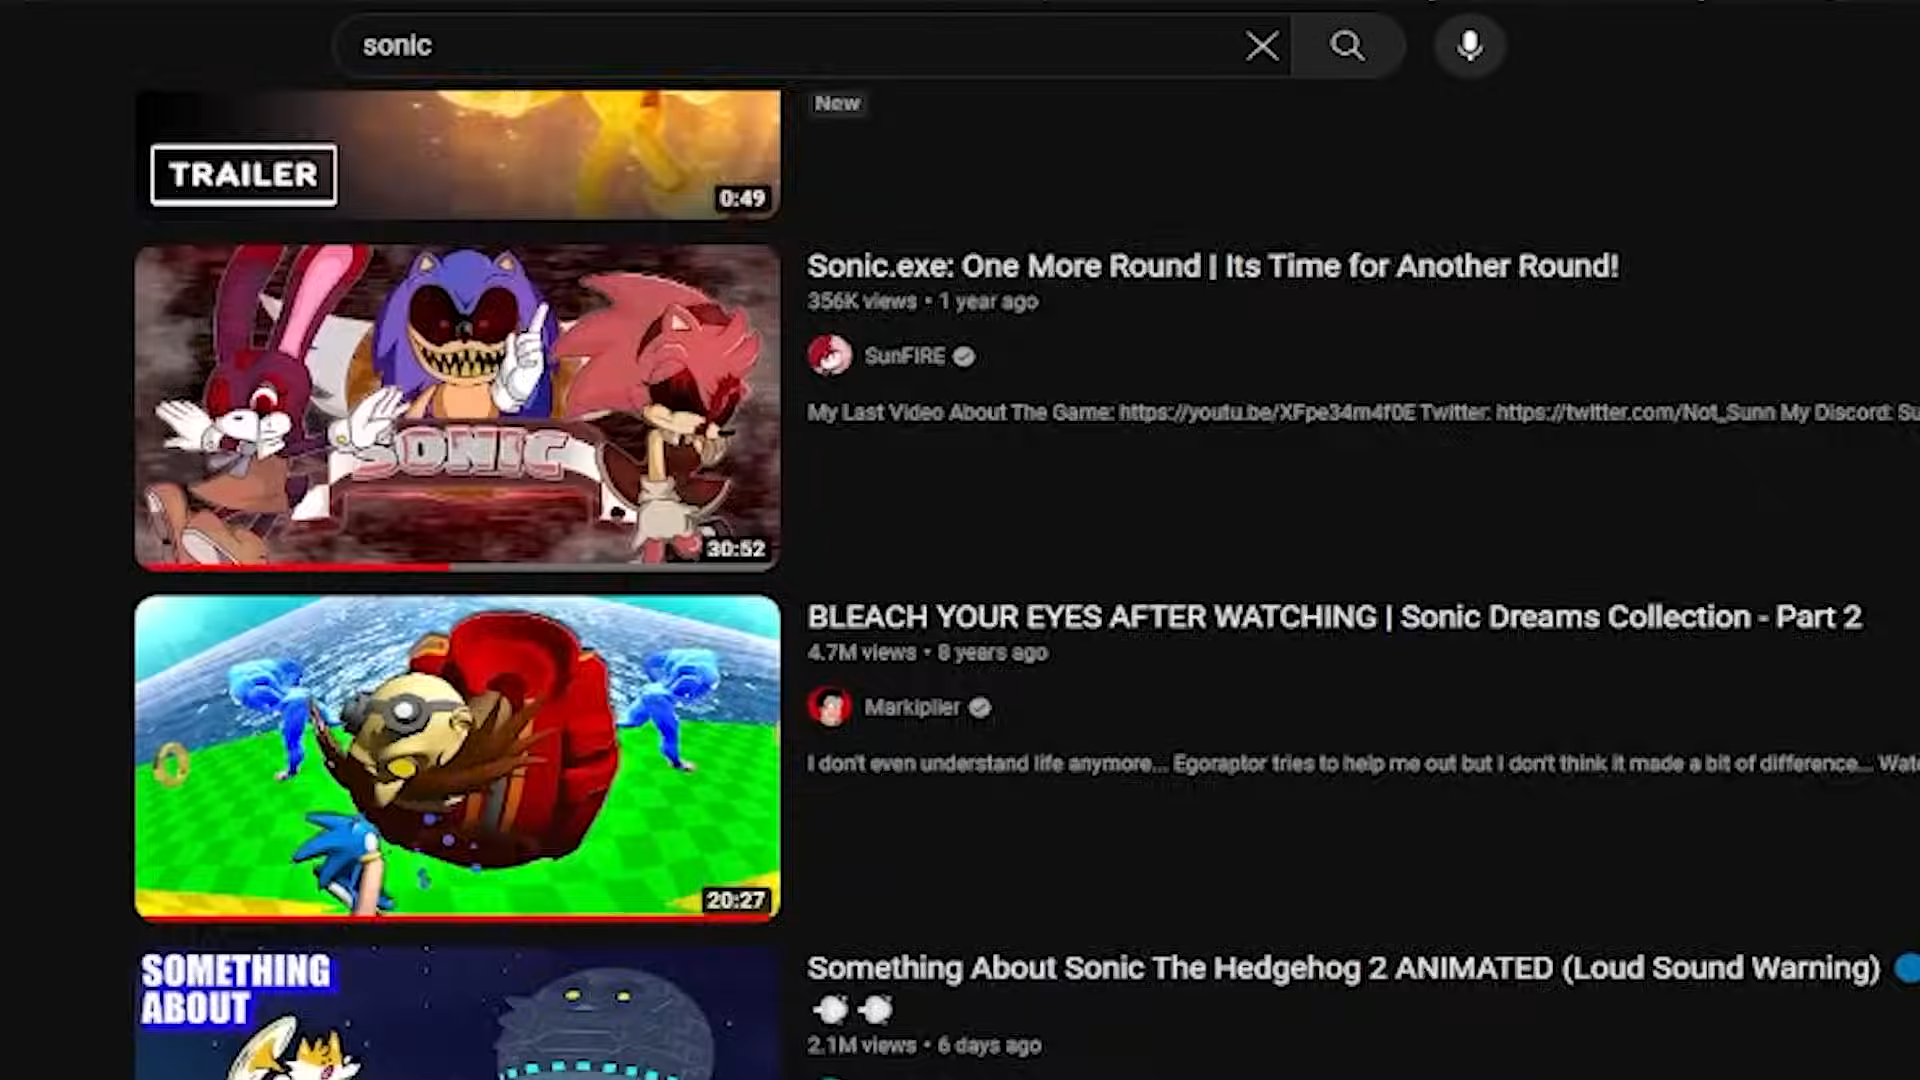 sonic
New
TRAILER
0:49
Sonic.exe: One More Round | Its Time for Another Round!
356K views • 1 year ago
SunFIRE
My Last Video About The Game: https://youtu.be/XFpe34m4f0E Twitter: https://twitter.com/Not_Sunn My Discord: Su
SONIC
30:52
BLEACH YOUR EYES AFTER WATCHING | Sonic Dreams Collection - Part 2
4.7M views • 8 years ago
Markiplier
I don't even understand life anymore... Egoraptor tries to help me out but I don't think it made a bit of difference... Wat
20:27
SOMETHING
ABOUT
Something About Sonic The Hedgehog 2 ANIMATED (Loud Sound Warning)
2.1M views • 6 days ago